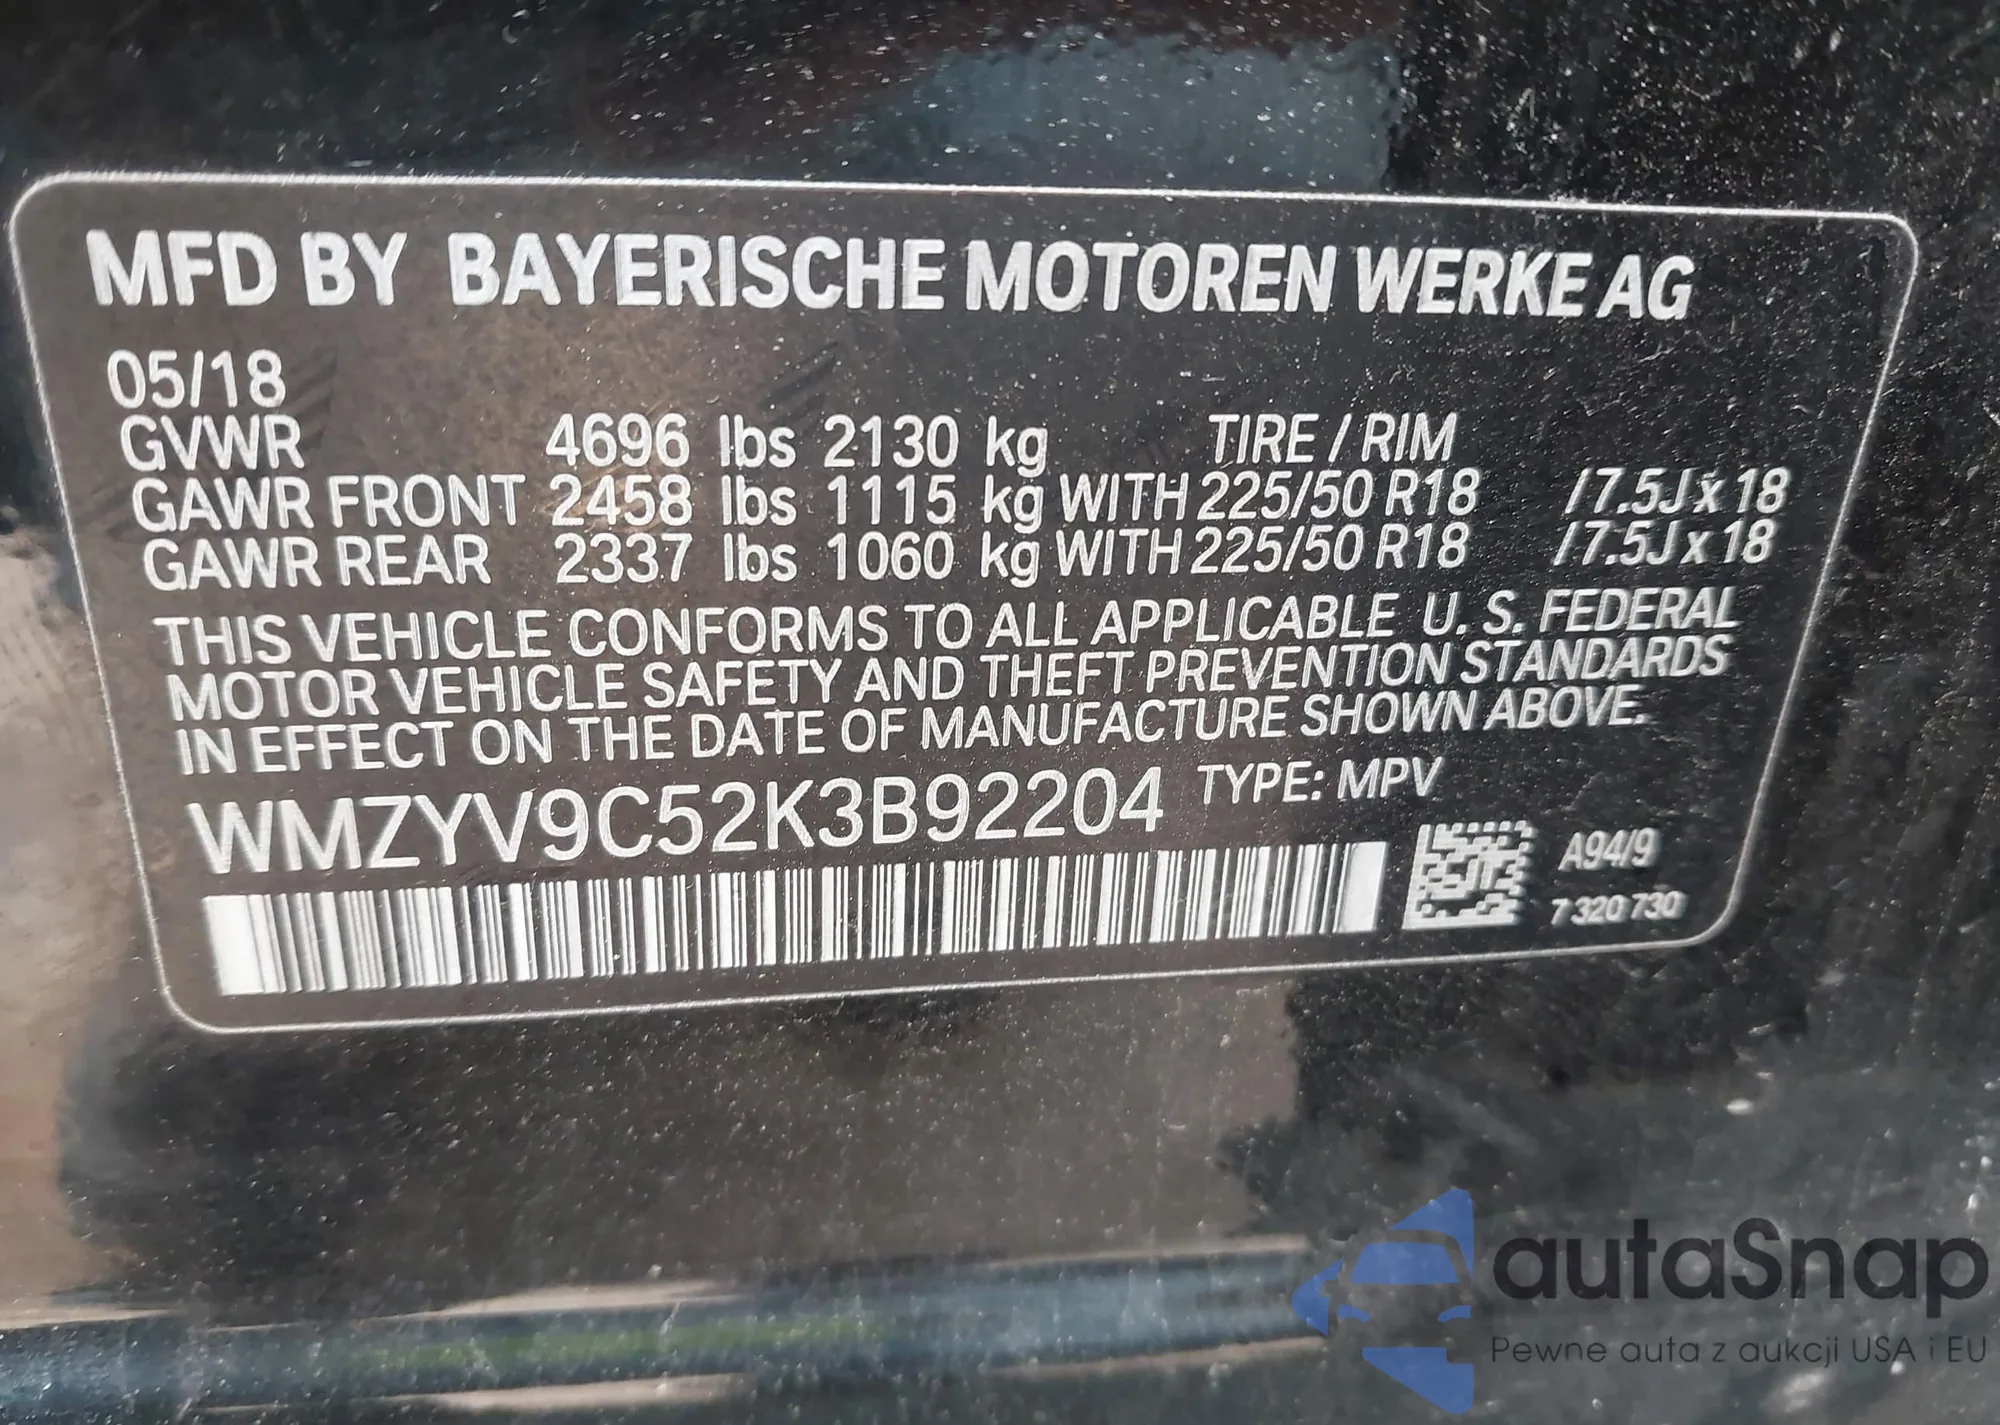 MFD BY BAYERISCHE MOTOREN WERKE AG
05/18
GVWR 4696 lbs 2130 kg TIRE / RIM
GAWR FRONT 2458 lbs 1115 kg WITH 225/50 R18 / 7.5J x 18
GAWR REAR 2337 lbs 1060 kg WITH 225/50 R18 / 7.5J x 18
THIS VEHICLE CONFORMS TO ALL APPLICABLE U. S. FEDERAL
MOTOR VEHICLE SAFETY AND THEFT PREVENTION STANDARDS
IN EFFECT ON THE DATE OF MANUFACTURE SHOWN ABOVE.
WMZYV9C52K3B92204 TYPE: MPV
A94/9
7 320 730
autaSnap
Pewne auta z aukcji USA i EU